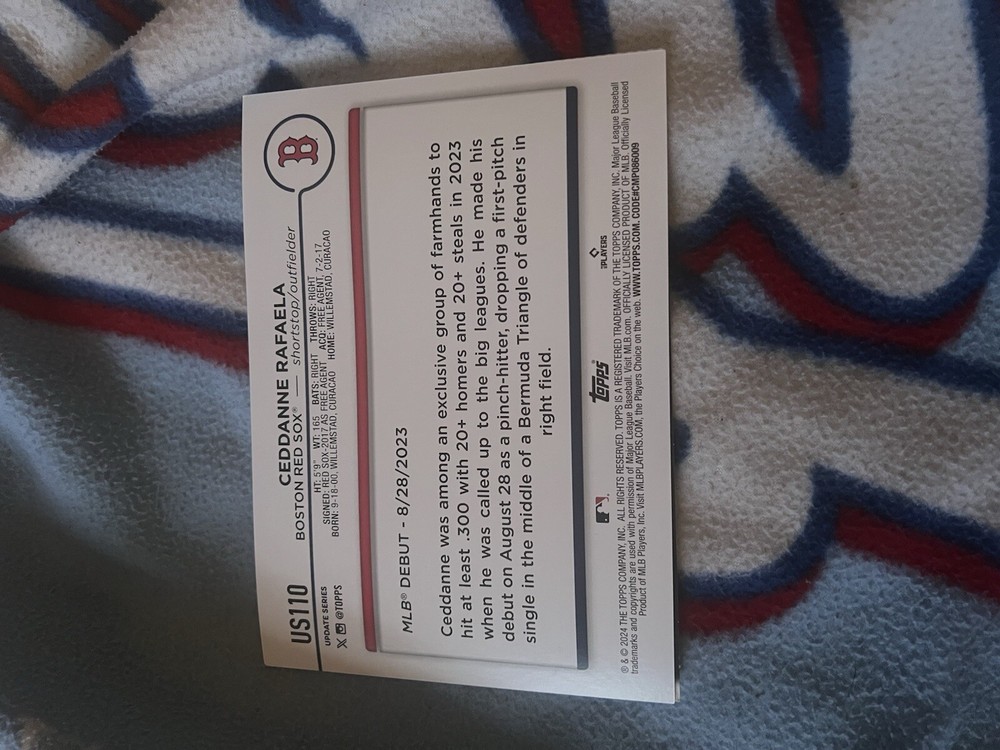 US110
UPDATE SERIES
X @TOPPS
CEDDANNE RAFAELA
BOSTON RED SOX® — shortstop/outfielder
HT: 5'9" WT: 165 BATS: RIGHT THROWS: RIGHT
SIGNED: RED SOX-2017 AS FREE AGENT ACQ: FREE AGENT, 7-2-17
BORN: 9-18-00, WILLEMSTAD, CURACAO HOME: WILLEMSTAD, CURACAO
B
MLB® DEBUT - 8/28/2023
Ceddanne was among an exclusive group of farmhands to
hit at least .300 with 20+ homers and 20+ steals in 2023
when he was called up to the big leagues. He made his
debut on August 28 as a pinch-hitter, dropping a first-pitch
single in the middle of a Bermuda Triangle of defenders in
right field.
topps®
PLAYERS
® & © 2024 THE TOPPS COMPANY, INC. ALL RIGHTS RESERVED. TOPPS IS A REGISTERED TRADEMARK OF THE TOPPS COMPANY, INC. Major League Baseball
trademarks and copyrights are used with permission of Major League Baseball. Visit MLB.com. OFFICIALLY LICENSED PRODUCT OF MLB. Officially Licensed
Product of MLB Players, Inc. Visit MLBPLAYERS.COM, the Players Choice on the web. WWW.TOPPS.COM. CODE#CMP086009